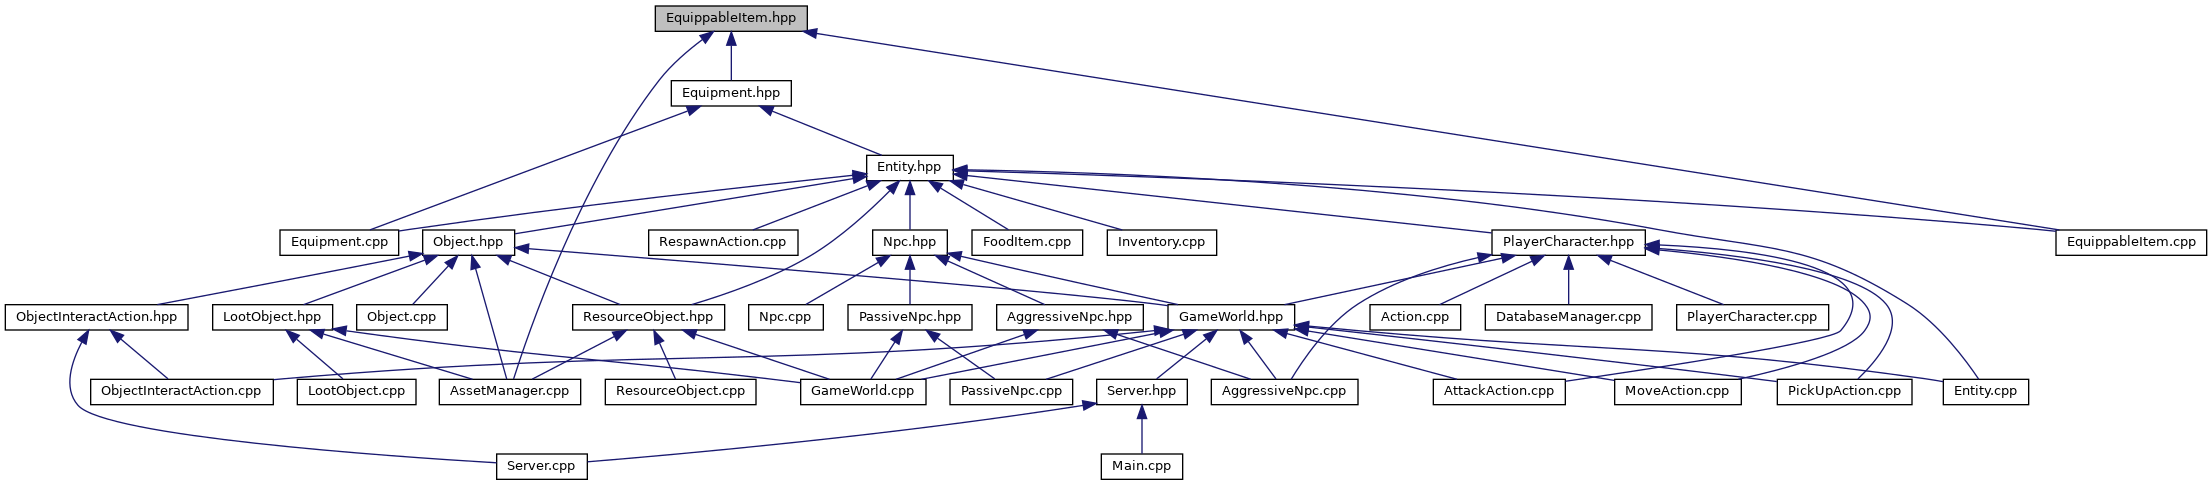 EquippableItem.hpp
Equipment.hpp
Entity.hpp
Equipment.cpp
Object.hpp
RespawnAction.cpp
Npc.hpp
FoodItem.cpp
Inventory.cpp
PlayerCharacter.hpp
EquippableItem.cpp
ObjectInteractAction.hpp
LootObject.hpp
Object.cpp
ResourceObject.hpp
Npc.cpp
PassiveNpc.hpp
AggressiveNpc.hpp
GameWorld.hpp
Action.cpp
DatabaseManager.cpp
PlayerCharacter.cpp
ObjectInteractAction.cpp
LootObject.cpp
AssetManager.cpp
ResourceObject.cpp
GameWorld.cpp
PassiveNpc.cpp
Server.hpp
AggressiveNpc.cpp
AttackAction.cpp
MoveAction.cpp
PickUpAction.cpp
Entity.cpp
Server.cpp
Main.cpp